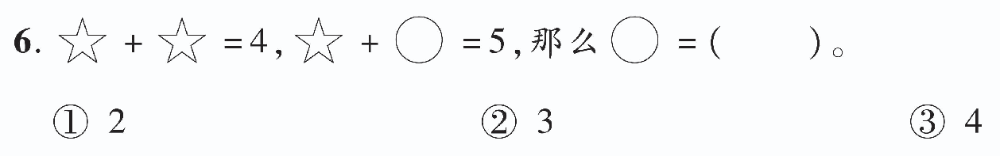 6. ☆ + ☆ = 4, ☆ + ○ = 5, 那么 ○ = (    )。
① 2    ② 3    ③ 4